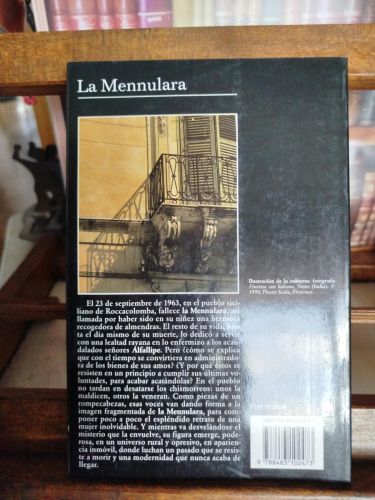 La Mennulara
Ilustración de la cubierta: fotografía
Finestra con balcone, Noto (Italia). ©
1990, Photo Scala, Florence.
El 23 de septiembre de 1963, en el pueblo sici-
liano de Roccacolomba, fallece la Mennulara, así
llamada por haber sido en su niñez una hermosa
recogedora de almendras. El resto de su vida, has-
ta el día mismo de su muerte, lo dedicó a servir
con una lealtad rayana en lo enfermizo a los acau-
dalados señores Alfallipe. Pero ¿cómo se explica
que con el tiempo se convirtiera en administrado-
ra de los bienes de sus amos? ¿Y por qué éstos se
resisten en un principio a cumplir sus últimas vo-
luntades, para acabar acatándolas? En el pueblo
no tardan en desatarse los chismorreos: unos la
maldicen, otros la veneran. Como piezas de un
rompecabezas, esas voces darán forma a la
imagen fragmentada de la Mennulara, para com-
poner poco a poco el espléndido retrato de una
mujer inolvidable. Y mientras va desvelándose el
misterio que la envuelve, su figura emerge, pode-
rosa, en un universo rural y opresivo, en aparien-
cia inmóvil, donde luchan un pasado que se resis-
te a morir y una modernidad que nunca acaba de
llegar.
9 788483 102473